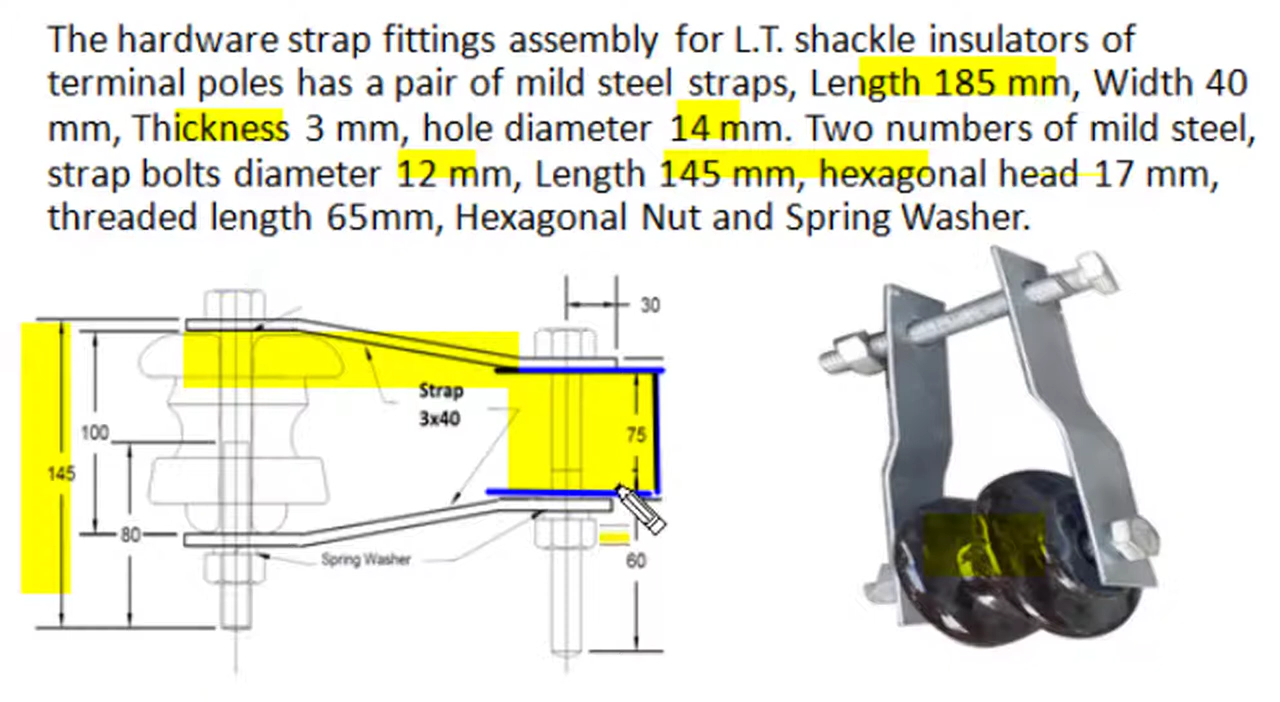 The hardware strap fittings assembly for L.T. shackle insulators of
terminal poles has a pair of mild steel straps, Length 185 mm, Width 40
mm, Thickness 3 mm, hole diameter 14 mm. Two numbers of mild steel,
strap bolts diameter 12 mm, Length 145 mm, hexagonal head 17 mm,
threaded length 65mm, Hexagonal Nut and Spring Washer.
30
Strap
3x40
100
75
145
80
Spring Washer
60